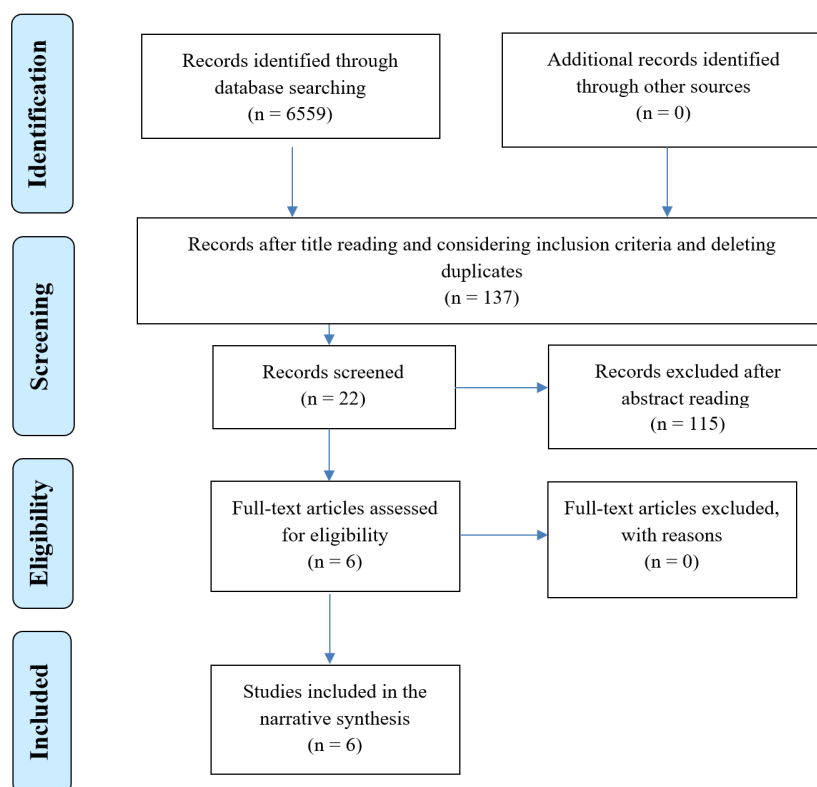 Identification
Records identified through
database searching
(n = 6559)
Additional records identified
through other sources
(n = 0)
Screening
Records after title reading and considering inclusion criteria and deleting
duplicates
(n = 137)
Records screened
(n = 22)
Records excluded after
abstract reading
(n = 115)
Eligibility
Full-text articles assessed
for eligibility
(n = 6)
Full-text articles excluded,
with reasons
(n = 0)
Included
Studies included in the
narrative synthesis
(n = 6)